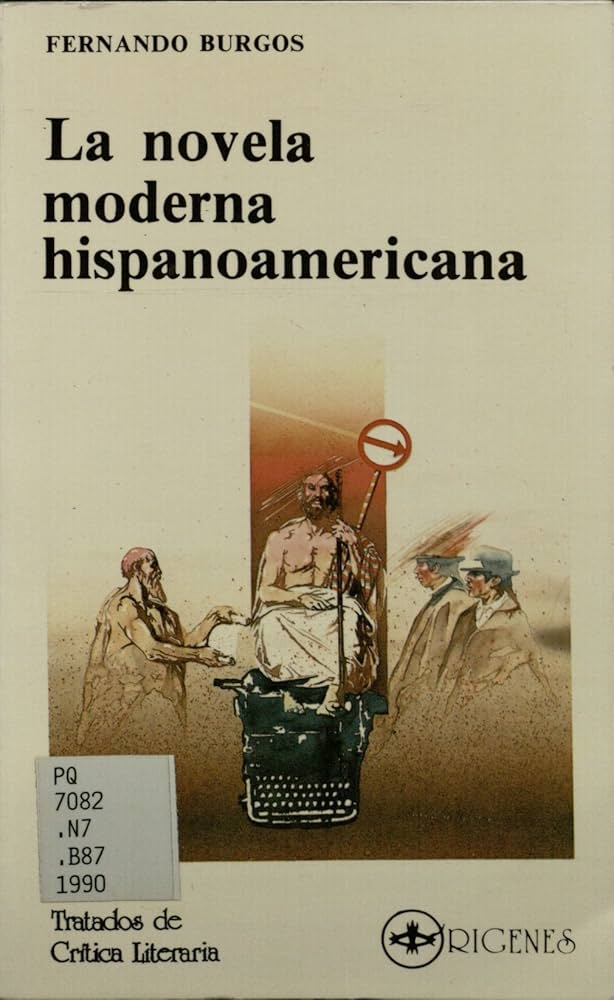 FERNANDO BURGOS
La novela
moderna
hispanoamericana
PQ
7082
.N7
.B87
1990
Tratados de
Crítica Literaria
ORIGENES